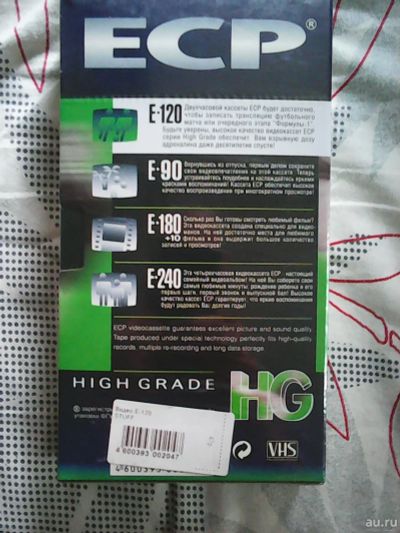 ECP®
E-120
Двухчасовой кассеты ECP будет достаточно,
чтобы записать трансляцию футбольного
матча или очередного этапа "Формулы-1".
Будьте уверены, высокое качество видеокассет ECP
серии High Grade обеспечит Вам взрывную дозу
адреналина даже десятилетие спустя!
E-90
Вернувшись из отпуска, первым делом сохраните
свои видеовпечатления на этой кассете. Теперь
устраивайтесь поудобнее и наслаждайтесь яркими
красками воспоминаний! Кассета ECP обеспечит высокое
качество воспроизведения при многократном просмотре!
E-180
+10
Сколько раз Вы готовы смотреть любимый фильм?
Эта видеокассета создана специально для видео-
манов. На ней достаточно места для любимого
фильма и она выдержит большое количество
записей и просмотров!
E-240
Эта четырехчасовая видеокассета ECP - настоящий
семейный видеоальбом! На ней Вы соберете свои
самые любимые минуты: рождение ребенка и его
первые шаги, первый звонок и выпускной бал! Высокое
качество кассет ECP гарантирует, что яркие воспоминания
будут радовать Вас долгие годы!
ECP videocassette guarantees excellent picture and sound quality.
Tape produced under special technology perfectly fits high-quality
records, multiple re-recording and long data storage.
HIGH GRADE HG
® зарегистр
упаковы
Видео E-120
4 600393 002047
VHS
4 600393 00
au.ru